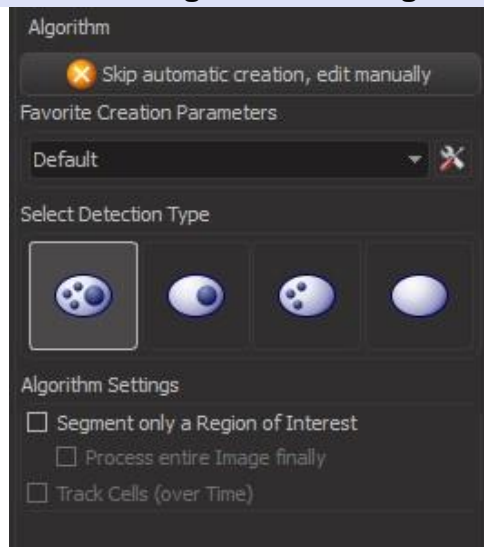 Algorithm
Skip automatic creation, edit manually
Favorite Creation Parameters
Default
Select Detection Type
Algorithm Settings
Segment only a Region of Interest
Process entire Image finally
Track Cells (over Time)